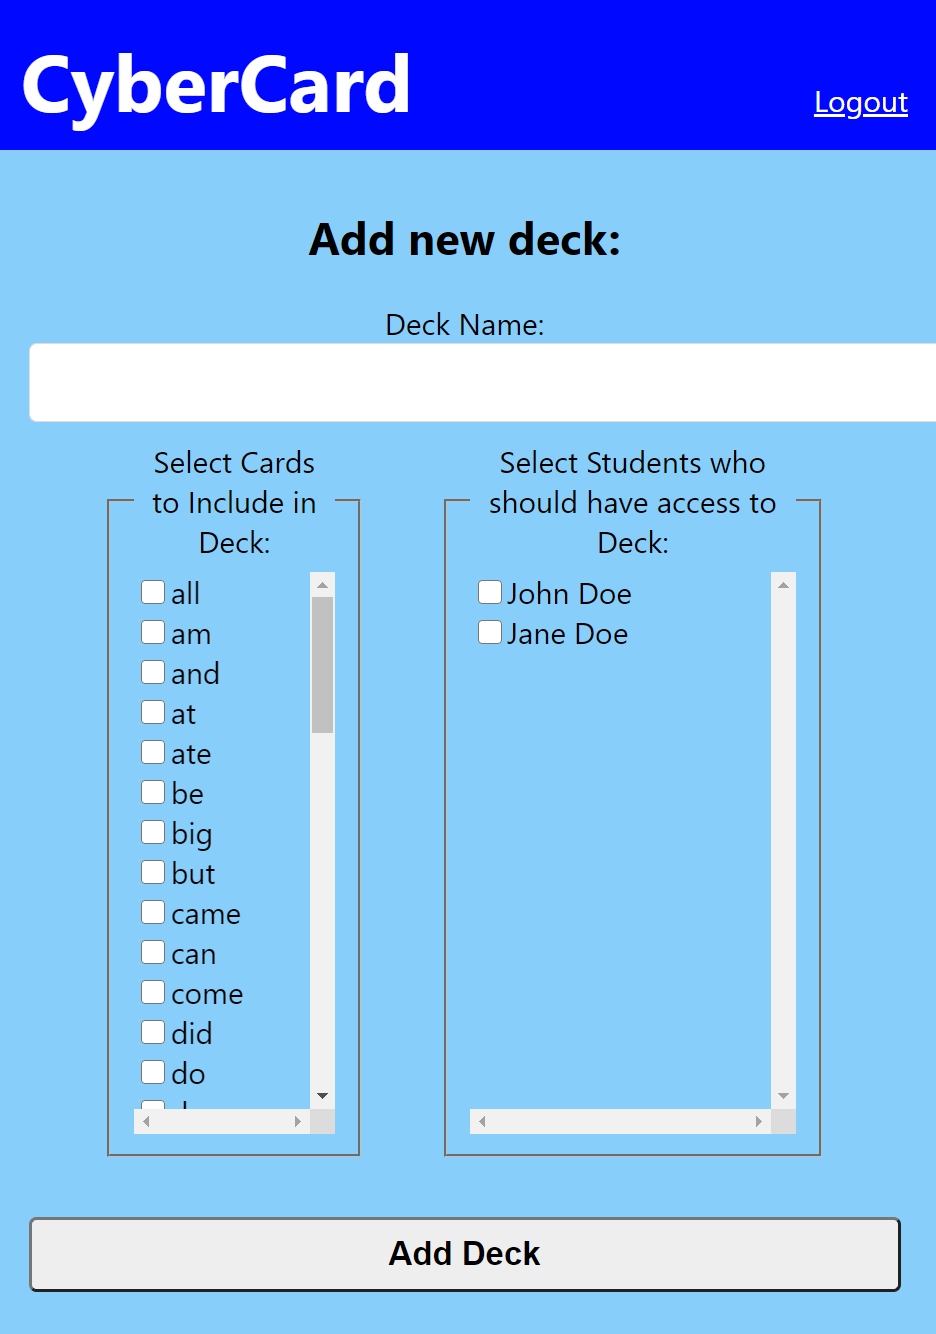 CyberCard
Logout
Add new deck:
Deck Name:
Select Cards
to Include in
Deck:
all
am
and
at
ate
be
big
but
came
can
come
did
do
Select Students who
should have access to
Deck:
John Doe
Jane Doe
Add Deck